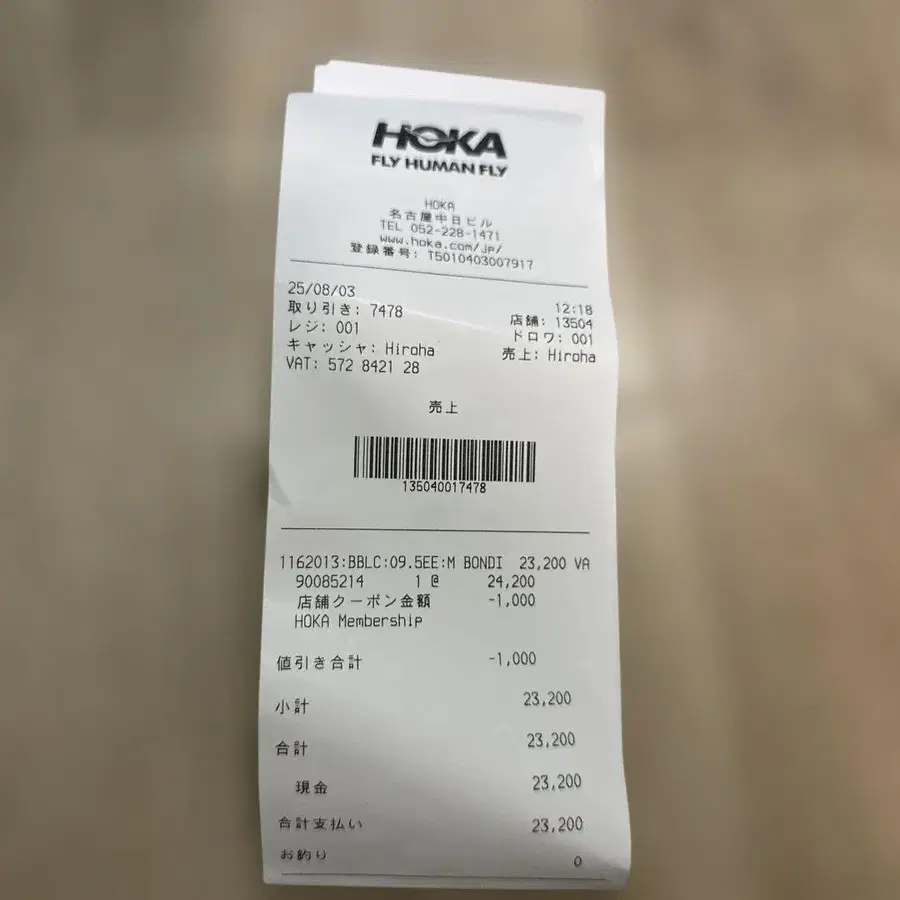 HOKA
FLY HUMAN FLY
HOKA
名古屋中日ビル
TEL 052-228-1471
www.hoka.com/jp/
登録番号: T5010403007917
25/08/03 12:18
取り引き: 7478 店舗: 13504
レジ: 001 ドロワ: 001
キャッシャ: Hiroha 売上: Hiroha
VAT: 572 8421 28
売上
135040017478
1162013:BBLC:09.5EE:M BONDI 23,200 VA
90085214 1 @ 24,200
店舗クーポン金額 -1,000
HOKA Membership
値引き合計 -1,000
小計 23,200
合計 23,200
現金 23,200
合計支払い 23,200
お釣り 0